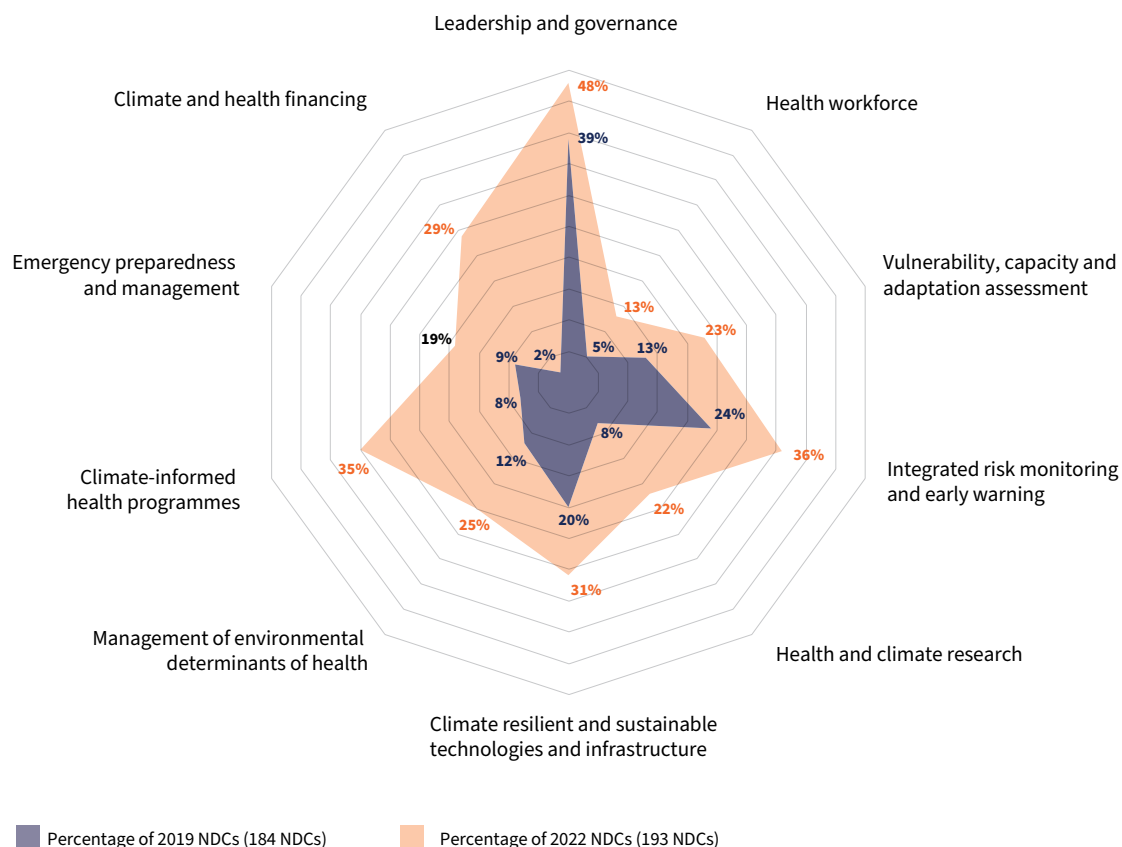 Leadership and governance
Climate and health financing
Health workforce
48%
39%
29%
Emergency preparedness
and management
Vulnerability, capacity and
adaptation assessment
13%
23%
19%
9%
2%
5%
13%
8%
24%
8%
12%
20%
36%
35%
22%
25%
31%
Climate-informed
health programmes
Integrated risk monitoring
and early warning
Management of environmental
determinants of health
Health and climate research
Climate resilient and sustainable
technologies and infrastructure
Percentage of 2019 NDCs (184 NDCs)
Percentage of 2022 NDCs (193 NDCs)